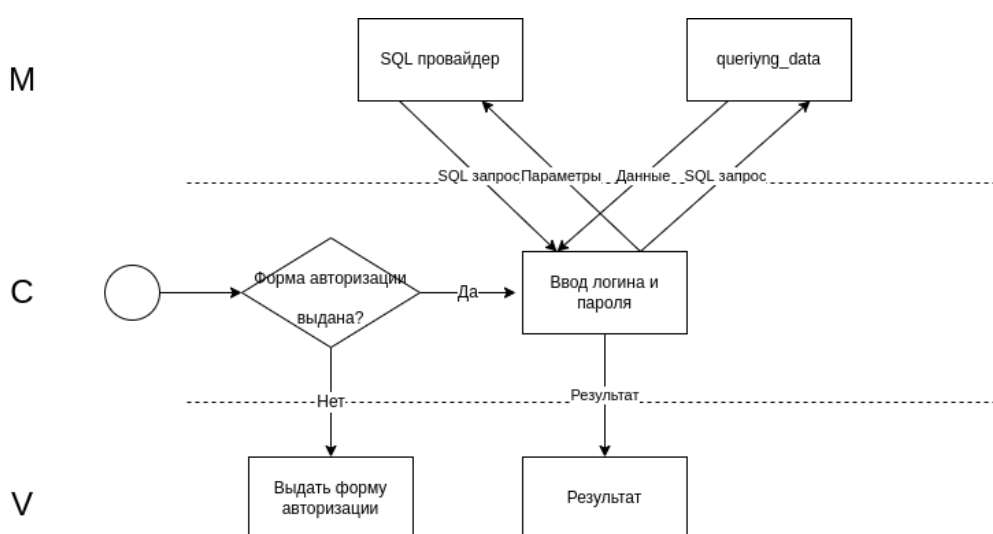 M
SQL провайдер
queriyng_data
SQL запрос
Параметры
Данные
SQL запрос
C
Форма авторизации
выдана?
Да
Ввод логина и
пароля
Нет
Результат
V
Выдать форму
авторизации
Результат